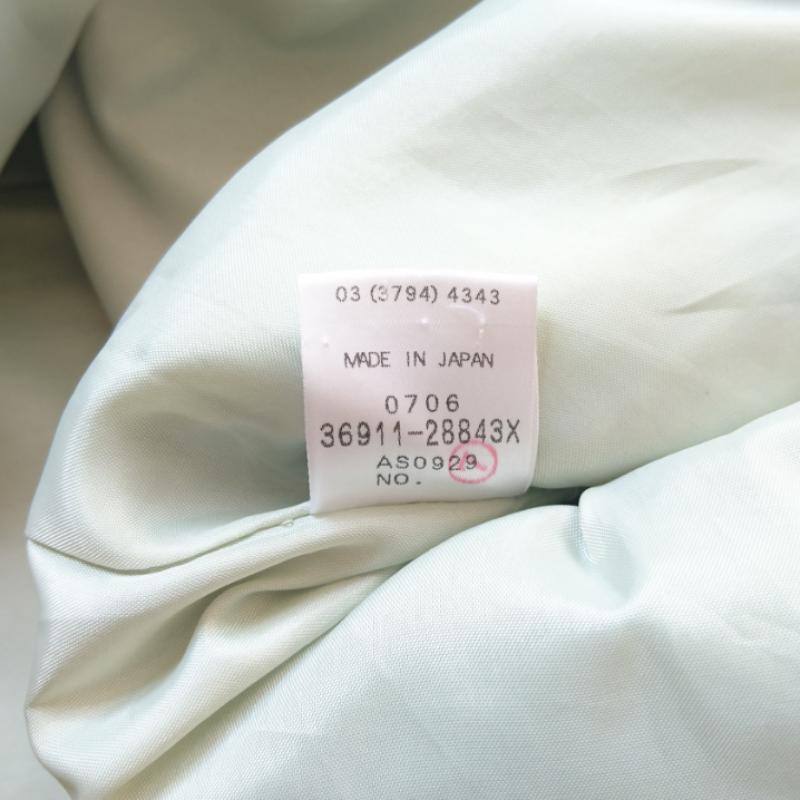 03 (3794) 4343
MADE IN JAPAN
0706
36911-28843X
AS0929
NO.